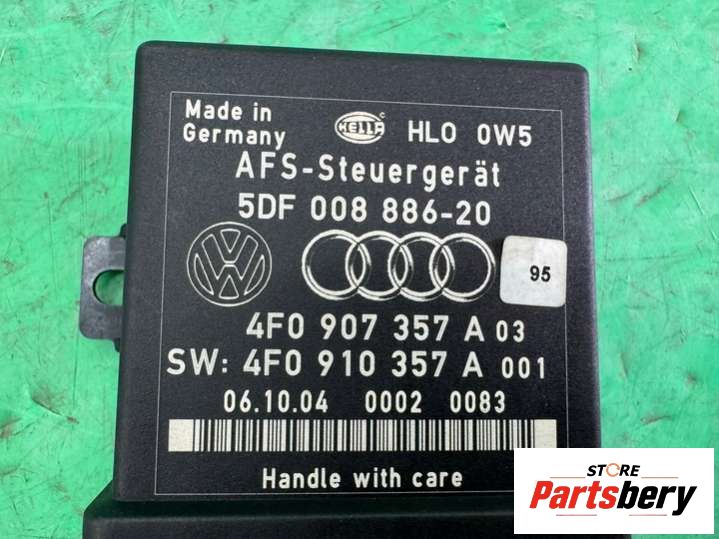 Made in
Germany
HELLA HLO 0W5
AFS-Steuergerät
5DF 008 886-20
95
4F0 907 357 A 03
SW: 4F0 910 357 A 001
06.10.04 0002 0083
Handle with care
STORE
Partsbery